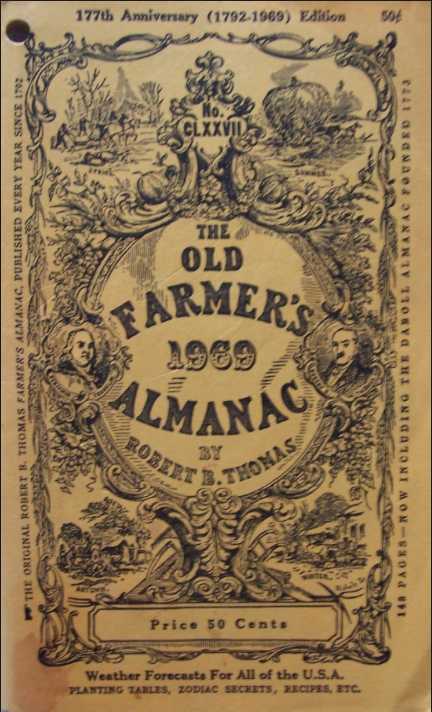 177th Anniversary (1792-1969) Edition 50¢
No.
CLXXVII
SPRING
SUMMER
THE
OLD
FARMER'S
1969
ALMANAC
BY
ROBERT B. THOMAS
AUTUMN
WINTER
Price 50 Cents
Weather Forecasts For All of the U.S.A.
PLANTING TABLES, ZODIAC SECRETS, RECIPES, ETC.
THE ORIGINAL ROBERT B. THOMAS FARMER'S ALMANAC, PUBLISHED EVERY YEAR SINCE 1792
148 PAGES—NOW INCLUDING THE DABOLL ALMANAC FOUNDED 1773